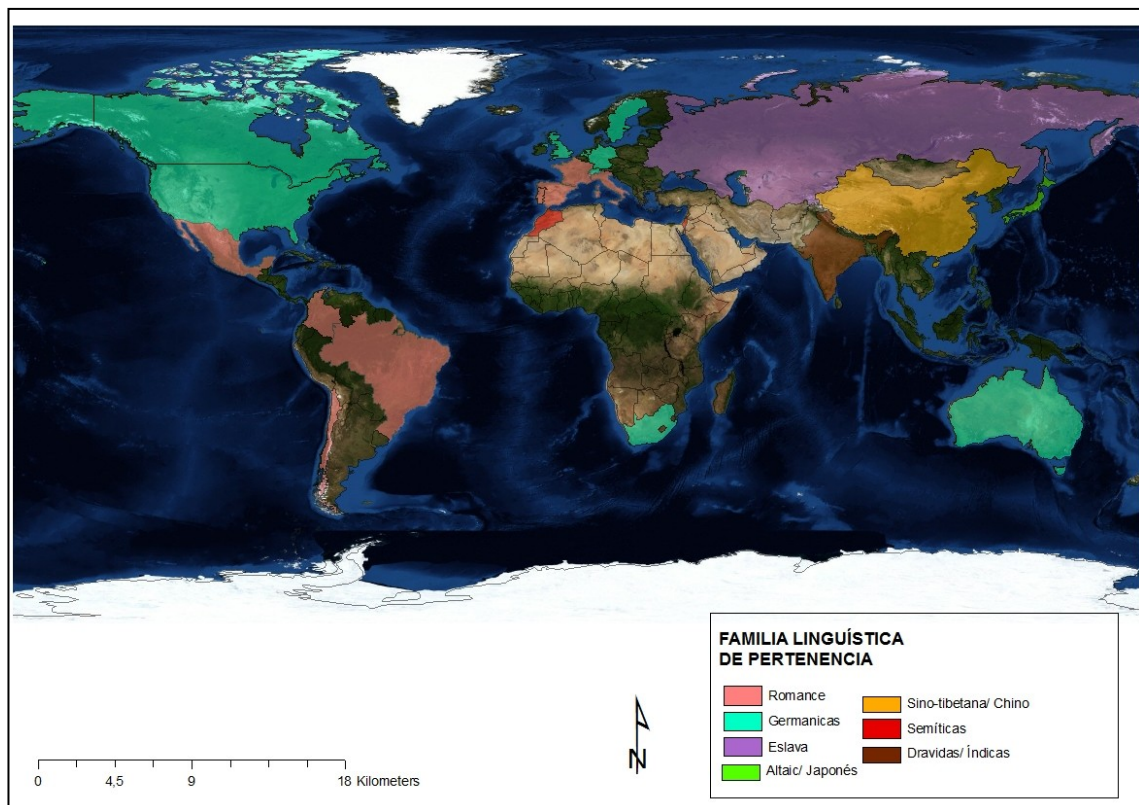 FAMILIA LINGUÍSTICA
DE PERTENENCIA
Romance
Germanicas
Eslava
Altaic/ Japonés
Sino-tibetana/ Chino
Semíticas
Dravidas/ Índicas
N
0 4,5 9 18 Kilometers